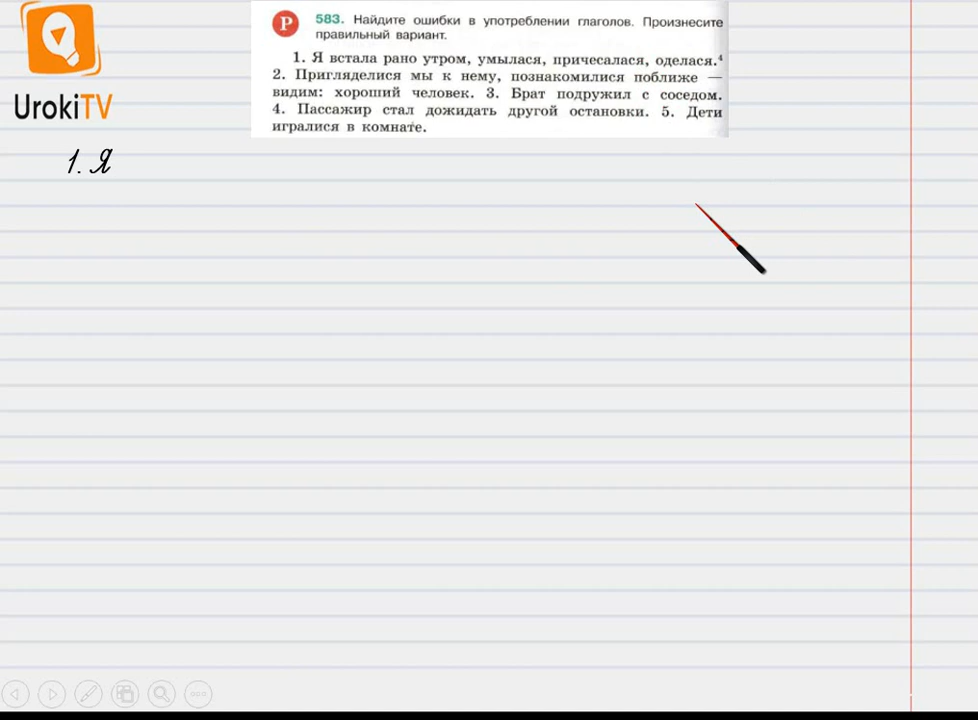 Р 583. Найдите ошибки в употреблении глаголов. Произнесите
правильный вариант.
1. Я встала рано утром, умылася, причесалася, оделася.⁴
2. Пригляделися мы к нему, познакомилися поближе —
видим: хороший человек. 3. Брат подружил с соседом.
4. Пассажир стал дожидать другой остановки. 5. Дети
игралися в комнате.
UrokiTV
1. Я